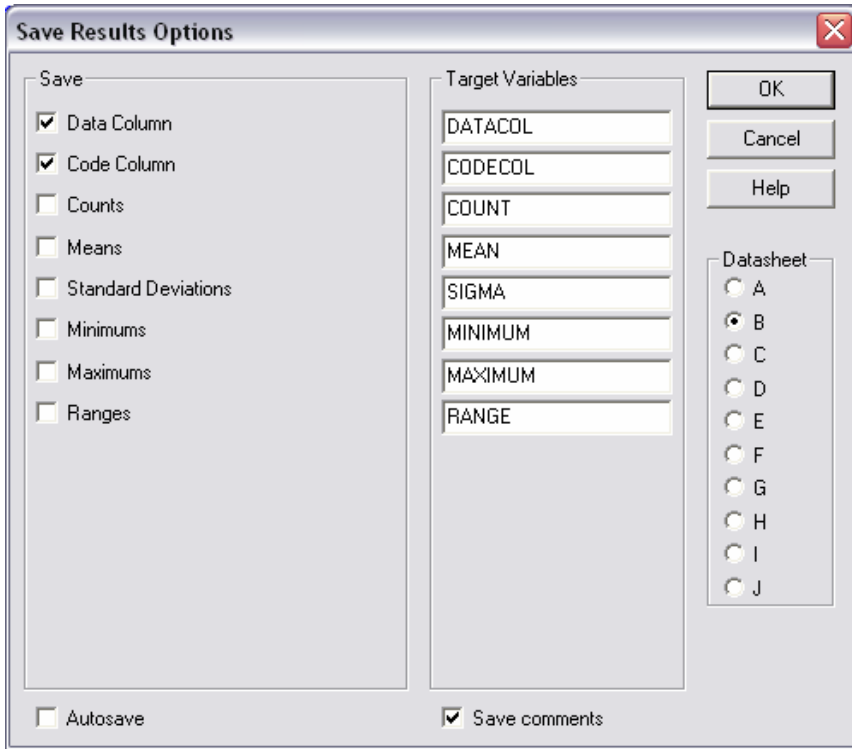 Save Results Options
Save
Data Column
Code Column
Counts
Means
Standard Deviations
Minimums
Maximums
Ranges
Target Variables
DATACOL
CODECOL
COUNT
MEAN
SIGMA
MINIMUM
MAXIMUM
RANGE
OK
Cancel
Help
Datasheet
A
B
C
D
E
F
G
H
I
J
Autosave
Save comments